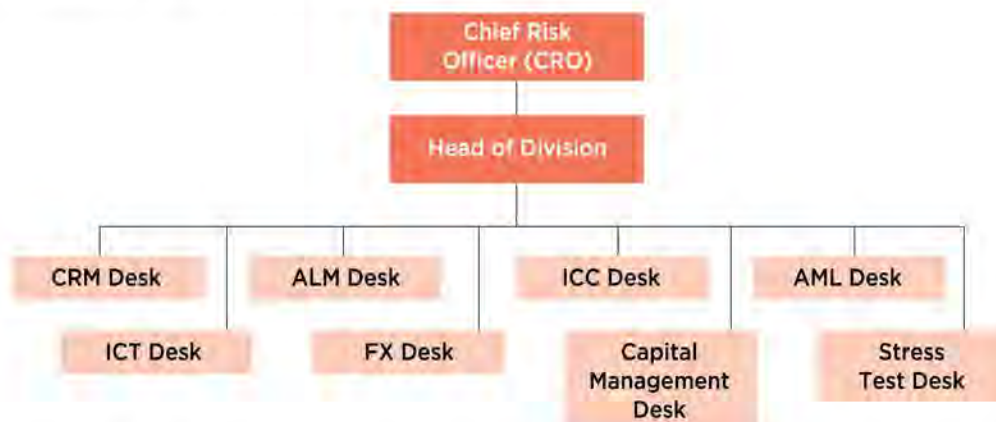 Chief Risk
Officer (CRO)
Head of Division
CRM Desk
ALM Desk
ICC Desk
AML Desk
ICT Desk
FX Desk
Capital
Management
Desk
Stress
Test Desk